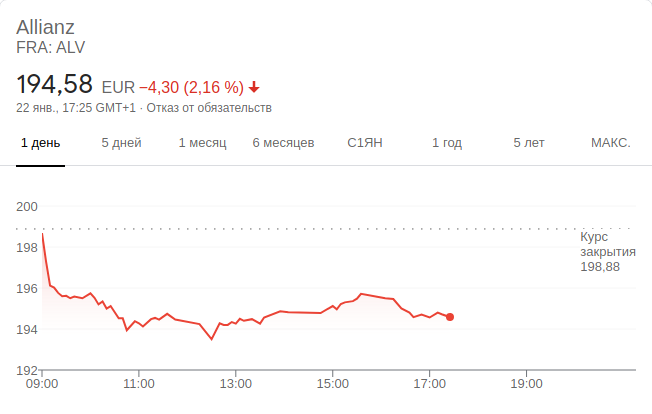 Allianz
FRA: ALV
194,58 EUR −4,30 (2,16 %)
22 янв., 17:25 GMT+1 · Отказ от обязательств
1 день 5 дней 1 месяц 6 месяцев С1ЯН 1 год 5 лет МАКС.
200
Курс
закрытия
198,88
198
196
194
192
09:00 11:00 13:00 15:00 17:00 19:00